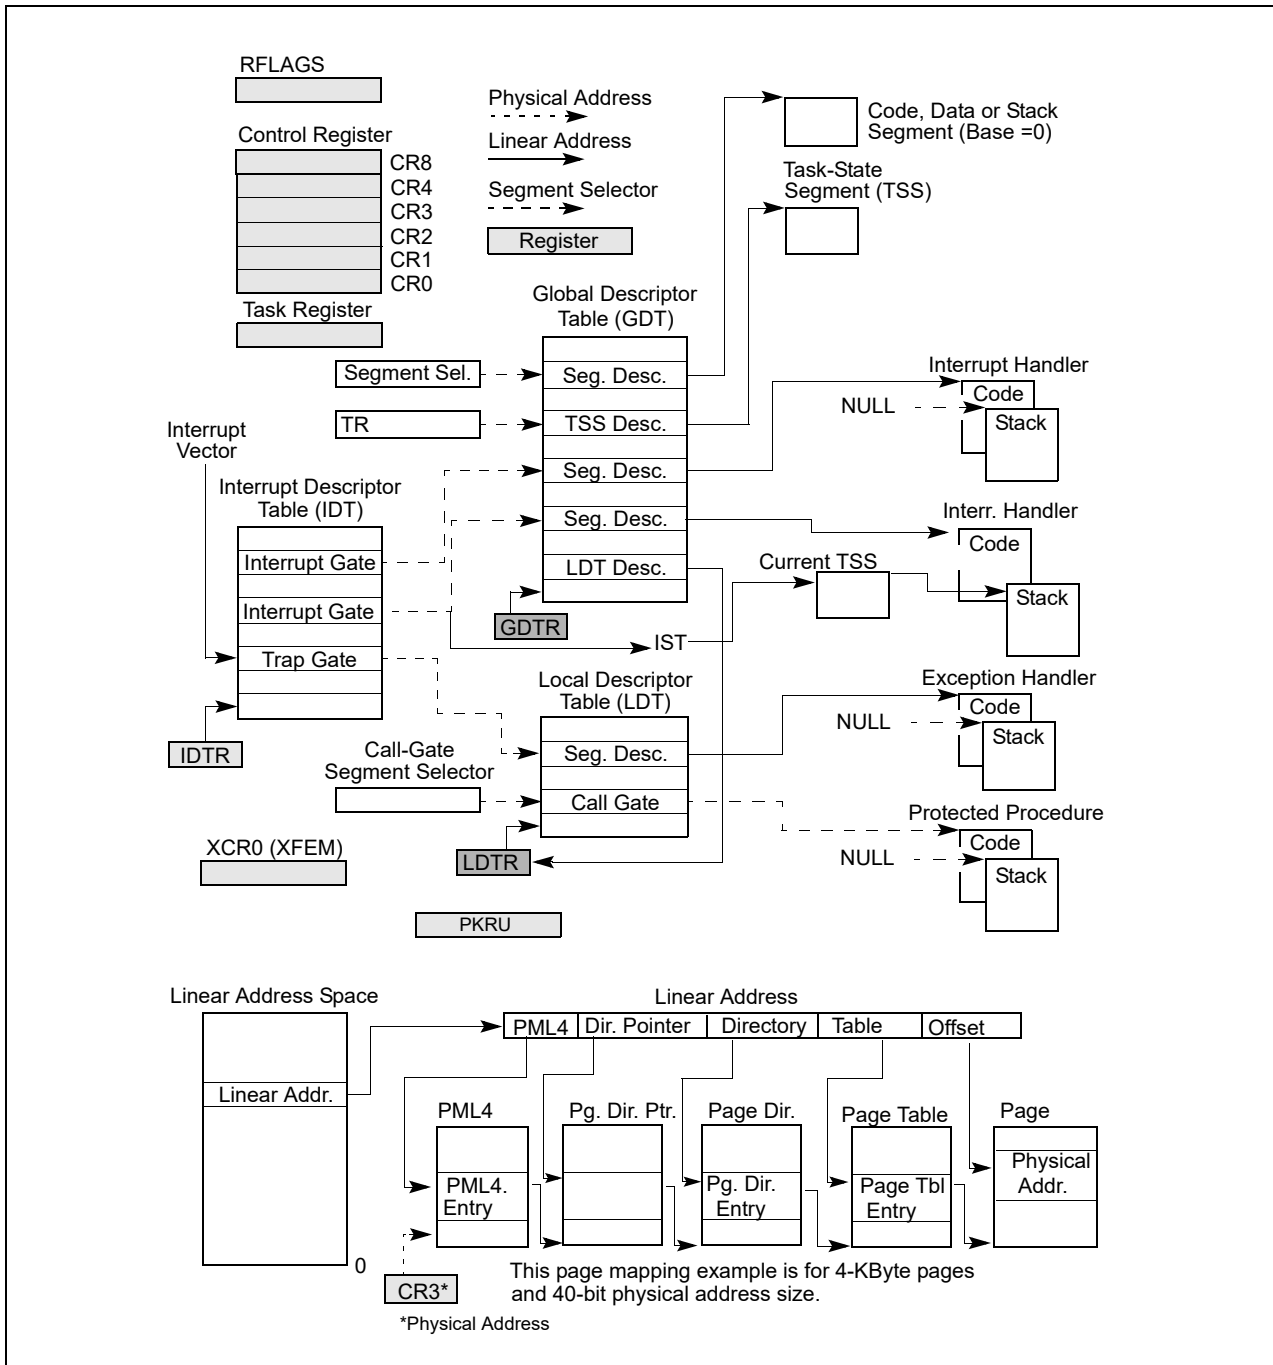 RFLAGS
Control Register
CR8
CR4
CR3
CR2
CR1
CR0
Task Register
Physical Address
Linear Address
Segment Selector
Register
Code, Data or Stack
Segment (Base =0)
Task-State
Segment (TSS)
Global Descriptor
Table (GDT)
Segment Sel.
Seg. Desc.
TR
TSS Desc.
Seg. Desc.
Seg. Desc.
LDT Desc.
GDTR
Interrupt Handler
Code
NULL
Stack
Interrupt
Vector
Interrupt Descriptor
Table (IDT)
Interrupt Gate
Interrupt Gate
Trap Gate
IDTR
Interr. Handler
Code
Stack
Current TSS
IST
Local Descriptor
Table (LDT)
Seg. Desc.
Call Gate
Call-Gate
Segment Selector
LDTR
Exception Handler
Code
NULL
Stack
Protected Procedure
Code
NULL
Stack
XCR0 (XFEM)
PKRU
Linear Address Space
Linear Addr.
0
Linear Address
PML4
Dir. Pointer
Directory
Table
Offset
PML4
PML4.
Entry
Pg. Dir. Ptr.
Page Dir.
Pg. Dir.
Entry
Page Table
Page Tbl
Entry
Page
Physical
Addr.
CR3*
*Physical Address
This page mapping example is for 4-KByte pages
and 40-bit physical address size.